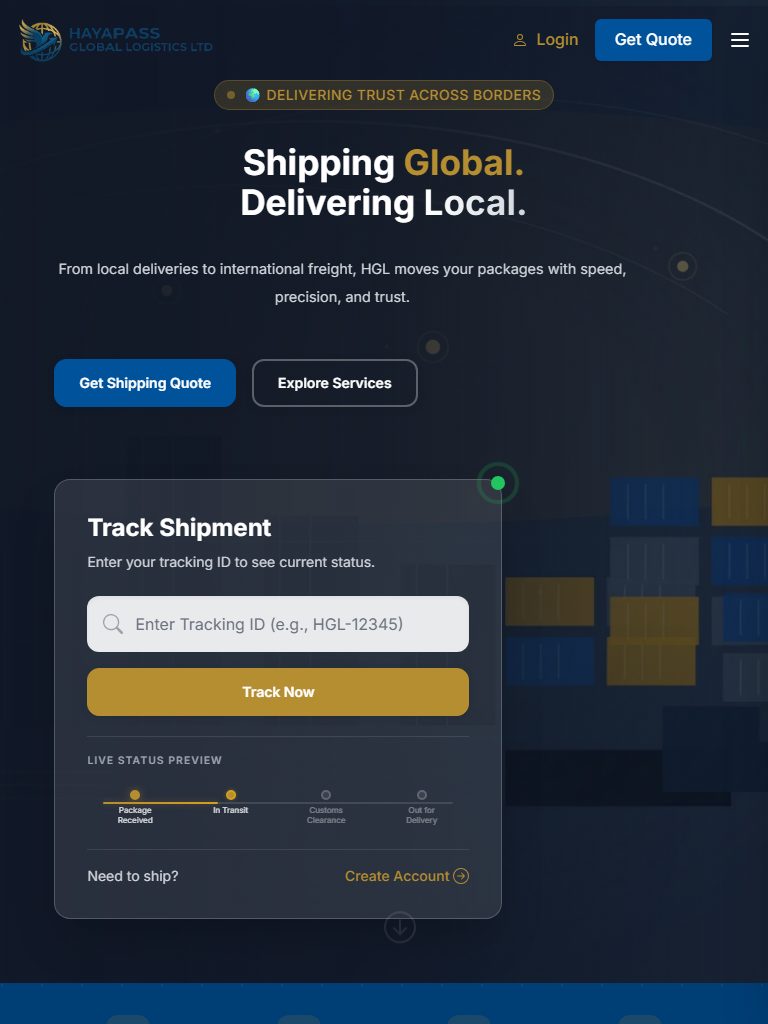 HAYAPASS
GLOBAL LOGISTICS LTD
Login
Get Quote
DELIVERING TRUST ACROSS BORDERS
Shipping Global.
Delivering Local.
From local deliveries to international freight, HGL moves your packages with speed,
precision, and trust.
Get Shipping Quote
Explore Services
Track Shipment
Enter your tracking ID to see current status.
Enter Tracking ID (e.g., HGL-12345)
Track Now
LIVE STATUS PREVIEW
Package
Received
In Transit
Customs
Clearance
Out for
Delivery
Need to ship?
Create Account